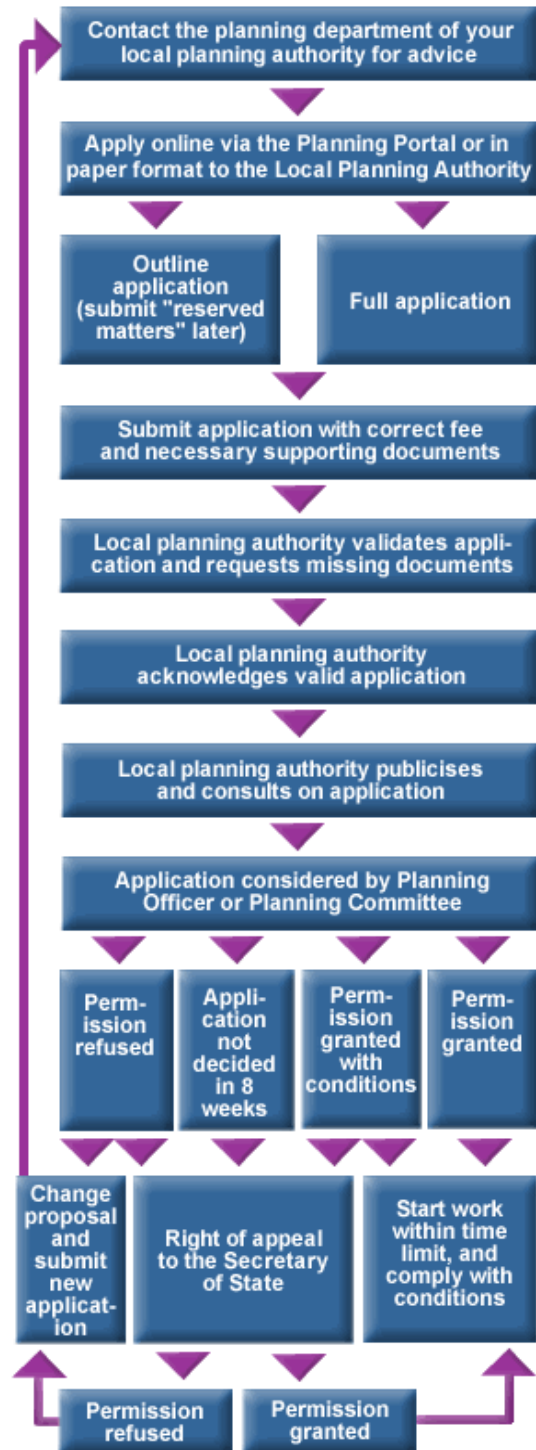 Contact the planning department of your
local planning authority for advice
Apply online via the Planning Portal or in
paper format to the Local Planning Authority
Outline
application
(submit "reserved
matters" later)
Full application
Submit application with correct fee
and necessary supporting documents
Local planning authority validates appli-
cation and requests missing documents
Local planning authority
acknowledges valid application
Local planning authority publicises
and consults on application
Application considered by Planning
Officer or Planning Committee
Perm-
ission
refused
Appli-
cation
not
decided
in 8
weeks
Perm-
ission
granted
with
conditions
Perm-
ission
granted
Change
proposal
and
submit
new
applicat-
ion
Right of appeal
to the Secretary
of State
Start work
within time
limit, and
comply with
conditions
Permission
refused
Permission
granted